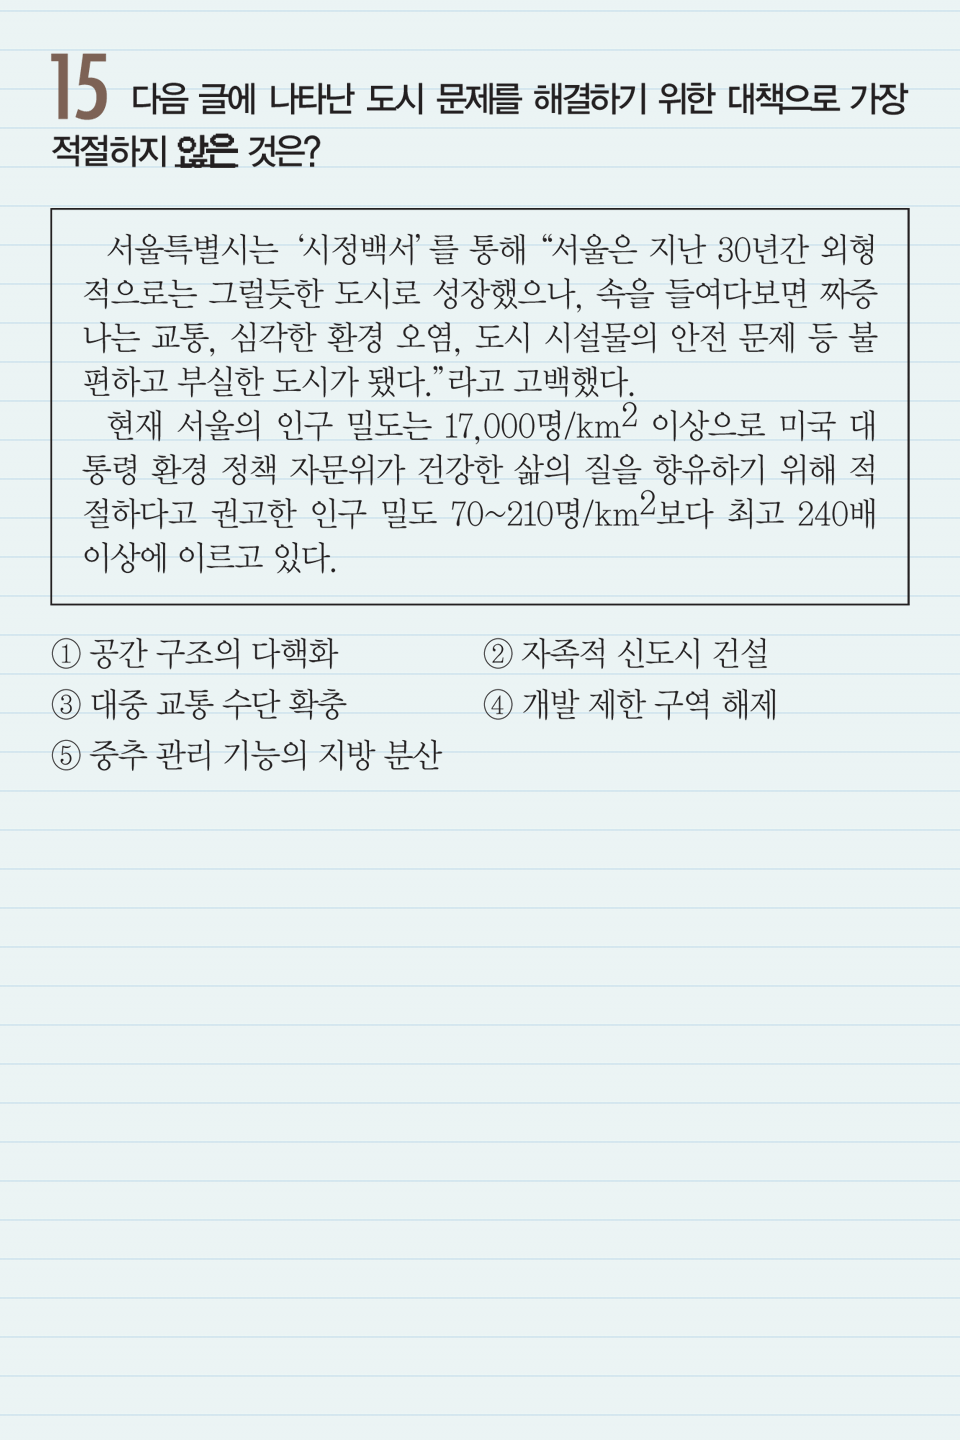 15 다음 글에 나타난 도시 문제를 해결하기 위한 대책으로 가장
적절하지 않은 것은?
서울특별시는 ‘시정백서’를 통해 “서울은 지난 30년간 외형
적으로는 그럴듯한 도시로 성장했으나, 속을 들여다보면 짜증
나는 교통, 심각한 환경 오염, 도시 시설물의 안전 문제 등 불
편하고 부실한 도시가 됐다.”라고 고백했다.
현재 서울의 인구 밀도는 17,000명/km² 이상으로 미국 대
통령 환경 정책 자문위가 건강한 삶의 질을 향유하기 위해 적
절하다고 권고한 인구 밀도 70~210명/km²보다 최고 240배
이상에 이르고 있다.
① 공간 구조의 다핵화 ② 자족적 신도시 건설
③ 대중 교통 수단 확충 ④ 개발 제한 구역 해제
⑤ 중추 관리 기능의 지방 분산